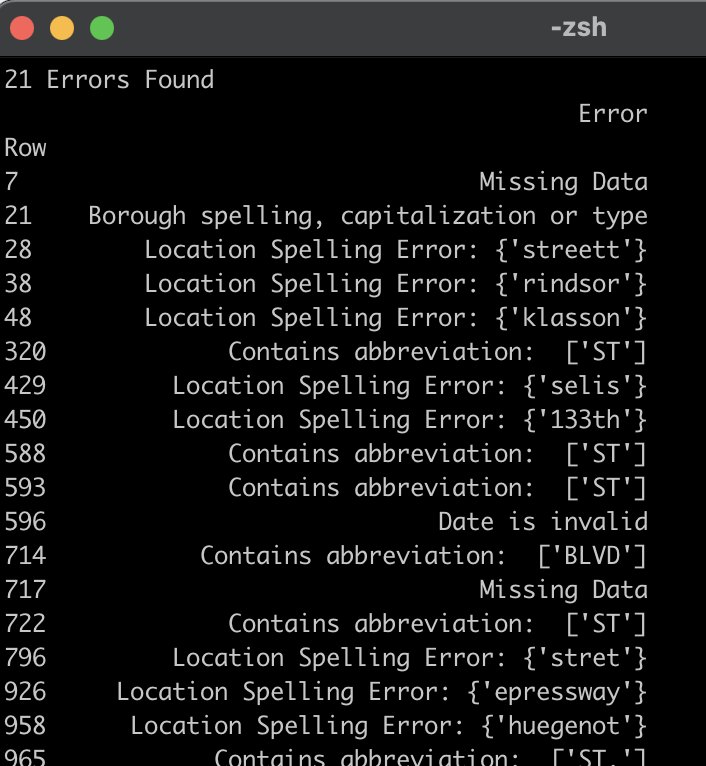 -zsh
21 Errors Found
Error
Row
7 Missing Data
21 Borough spelling, capitalization or type
28 Location Spelling Error: {'streett'}
38 Location Spelling Error: {'rindsor'}
48 Location Spelling Error: {'klasson'}
320 Contains abbreviation:  ['ST']
429 Location Spelling Error: {'selis'}
450 Location Spelling Error: {'133th'}
588 Contains abbreviation:  ['ST']
593 Contains abbreviation:  ['ST']
596 Date is invalid
714 Contains abbreviation:  ['BLVD']
717 Missing Data
722 Contains abbreviation:  ['ST']
796 Location Spelling Error: {'stret'}
926 Location Spelling Error: {'epressway'}
958 Location Spelling Error: {'huegenot'}
965 Contains abbreviation:  ['ST.']